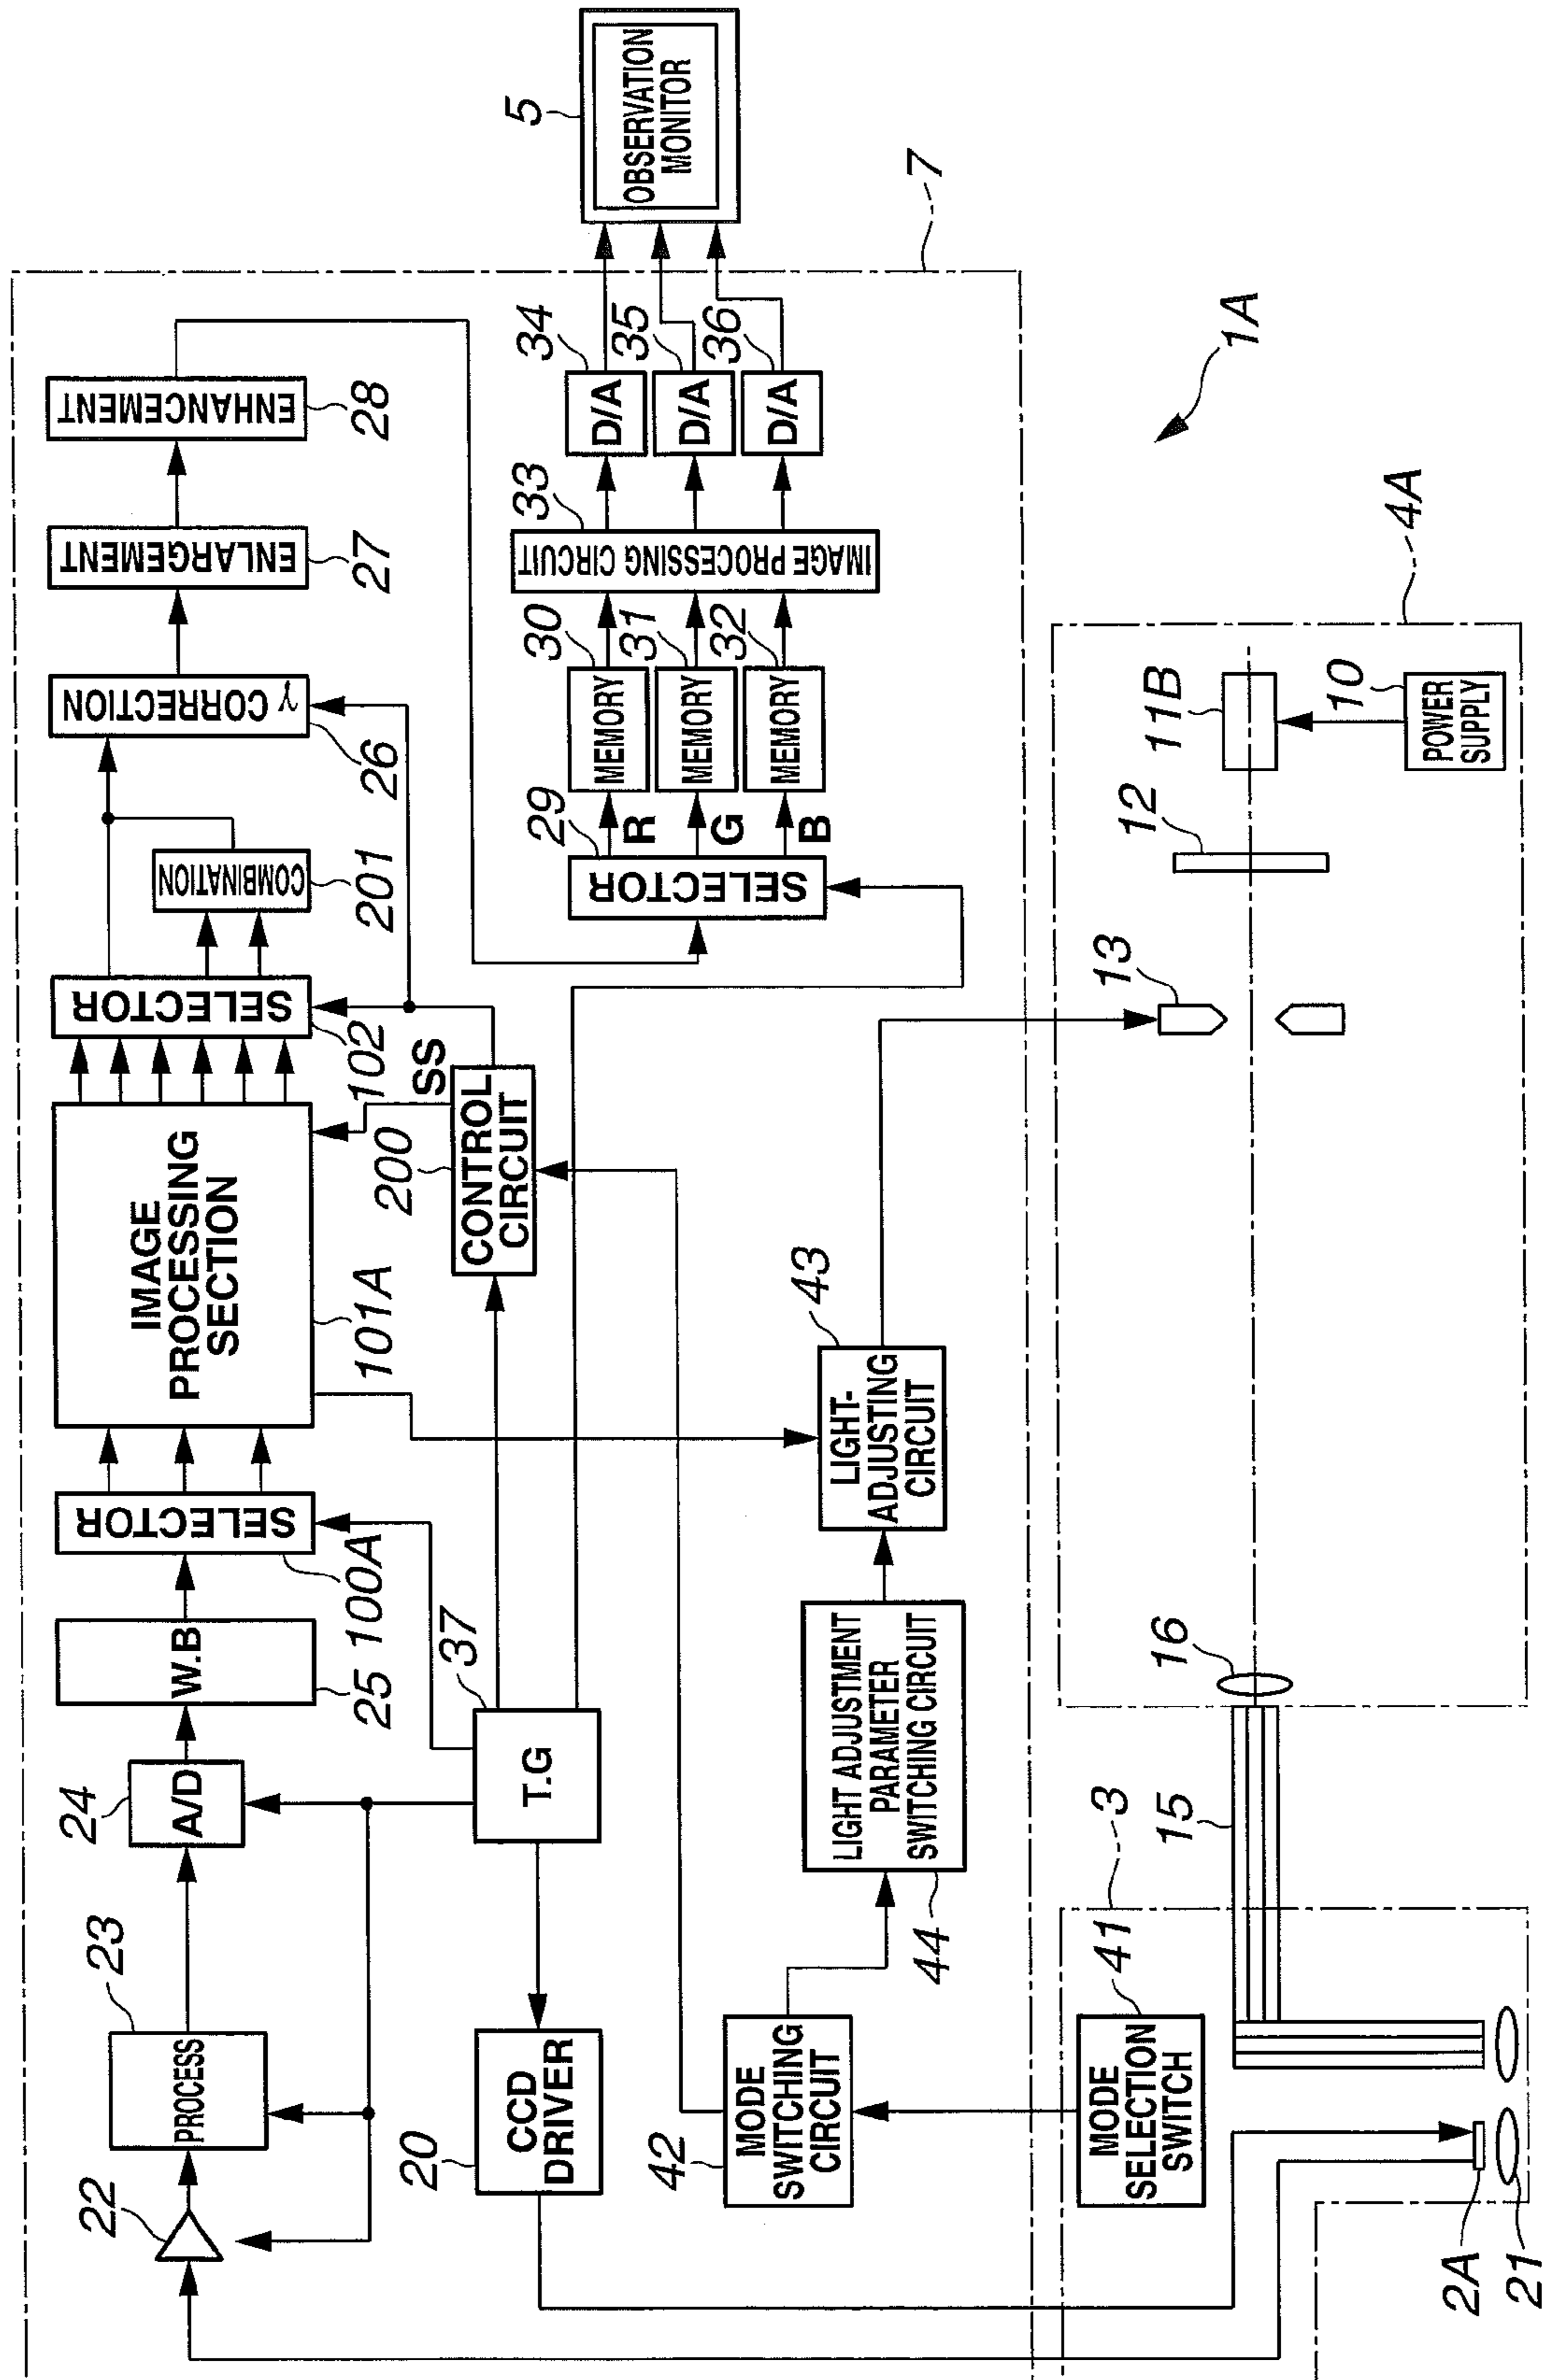 22
23
PROCESS
24
A/D
25
W.B
100A
SELECTOR
101A
IMAGE
PROCESSING
SECTION
102
SELECTOR
201
COMBINATION
26
γ CORRECTION
27
ENLARGEMENT
28
ENHANCEMENT
20
CCD
DRIVER
37
T.G
200
CONTROL
CIRCUIT
SS
29
SELECTOR
R
G
B
30
MEMORY
31
MEMORY
32
MEMORY
33
IMAGE PROCESSING CIRCUIT
34
D/A
35
D/A
36
D/A
5
OBSERVATION
MONITOR
7
42
MODE
SWITCHING
CIRCUIT
44
LIGHT ADJUSTMENT
PARAMETER
SWITCHING CIRCUIT
43
LIGHT-
ADJUSTING
CIRCUIT
1A
3
41
MODE
SELECTION
SWITCH
2A
21
15
16
13
12
11B
10
POWER
SUPPLY
4A